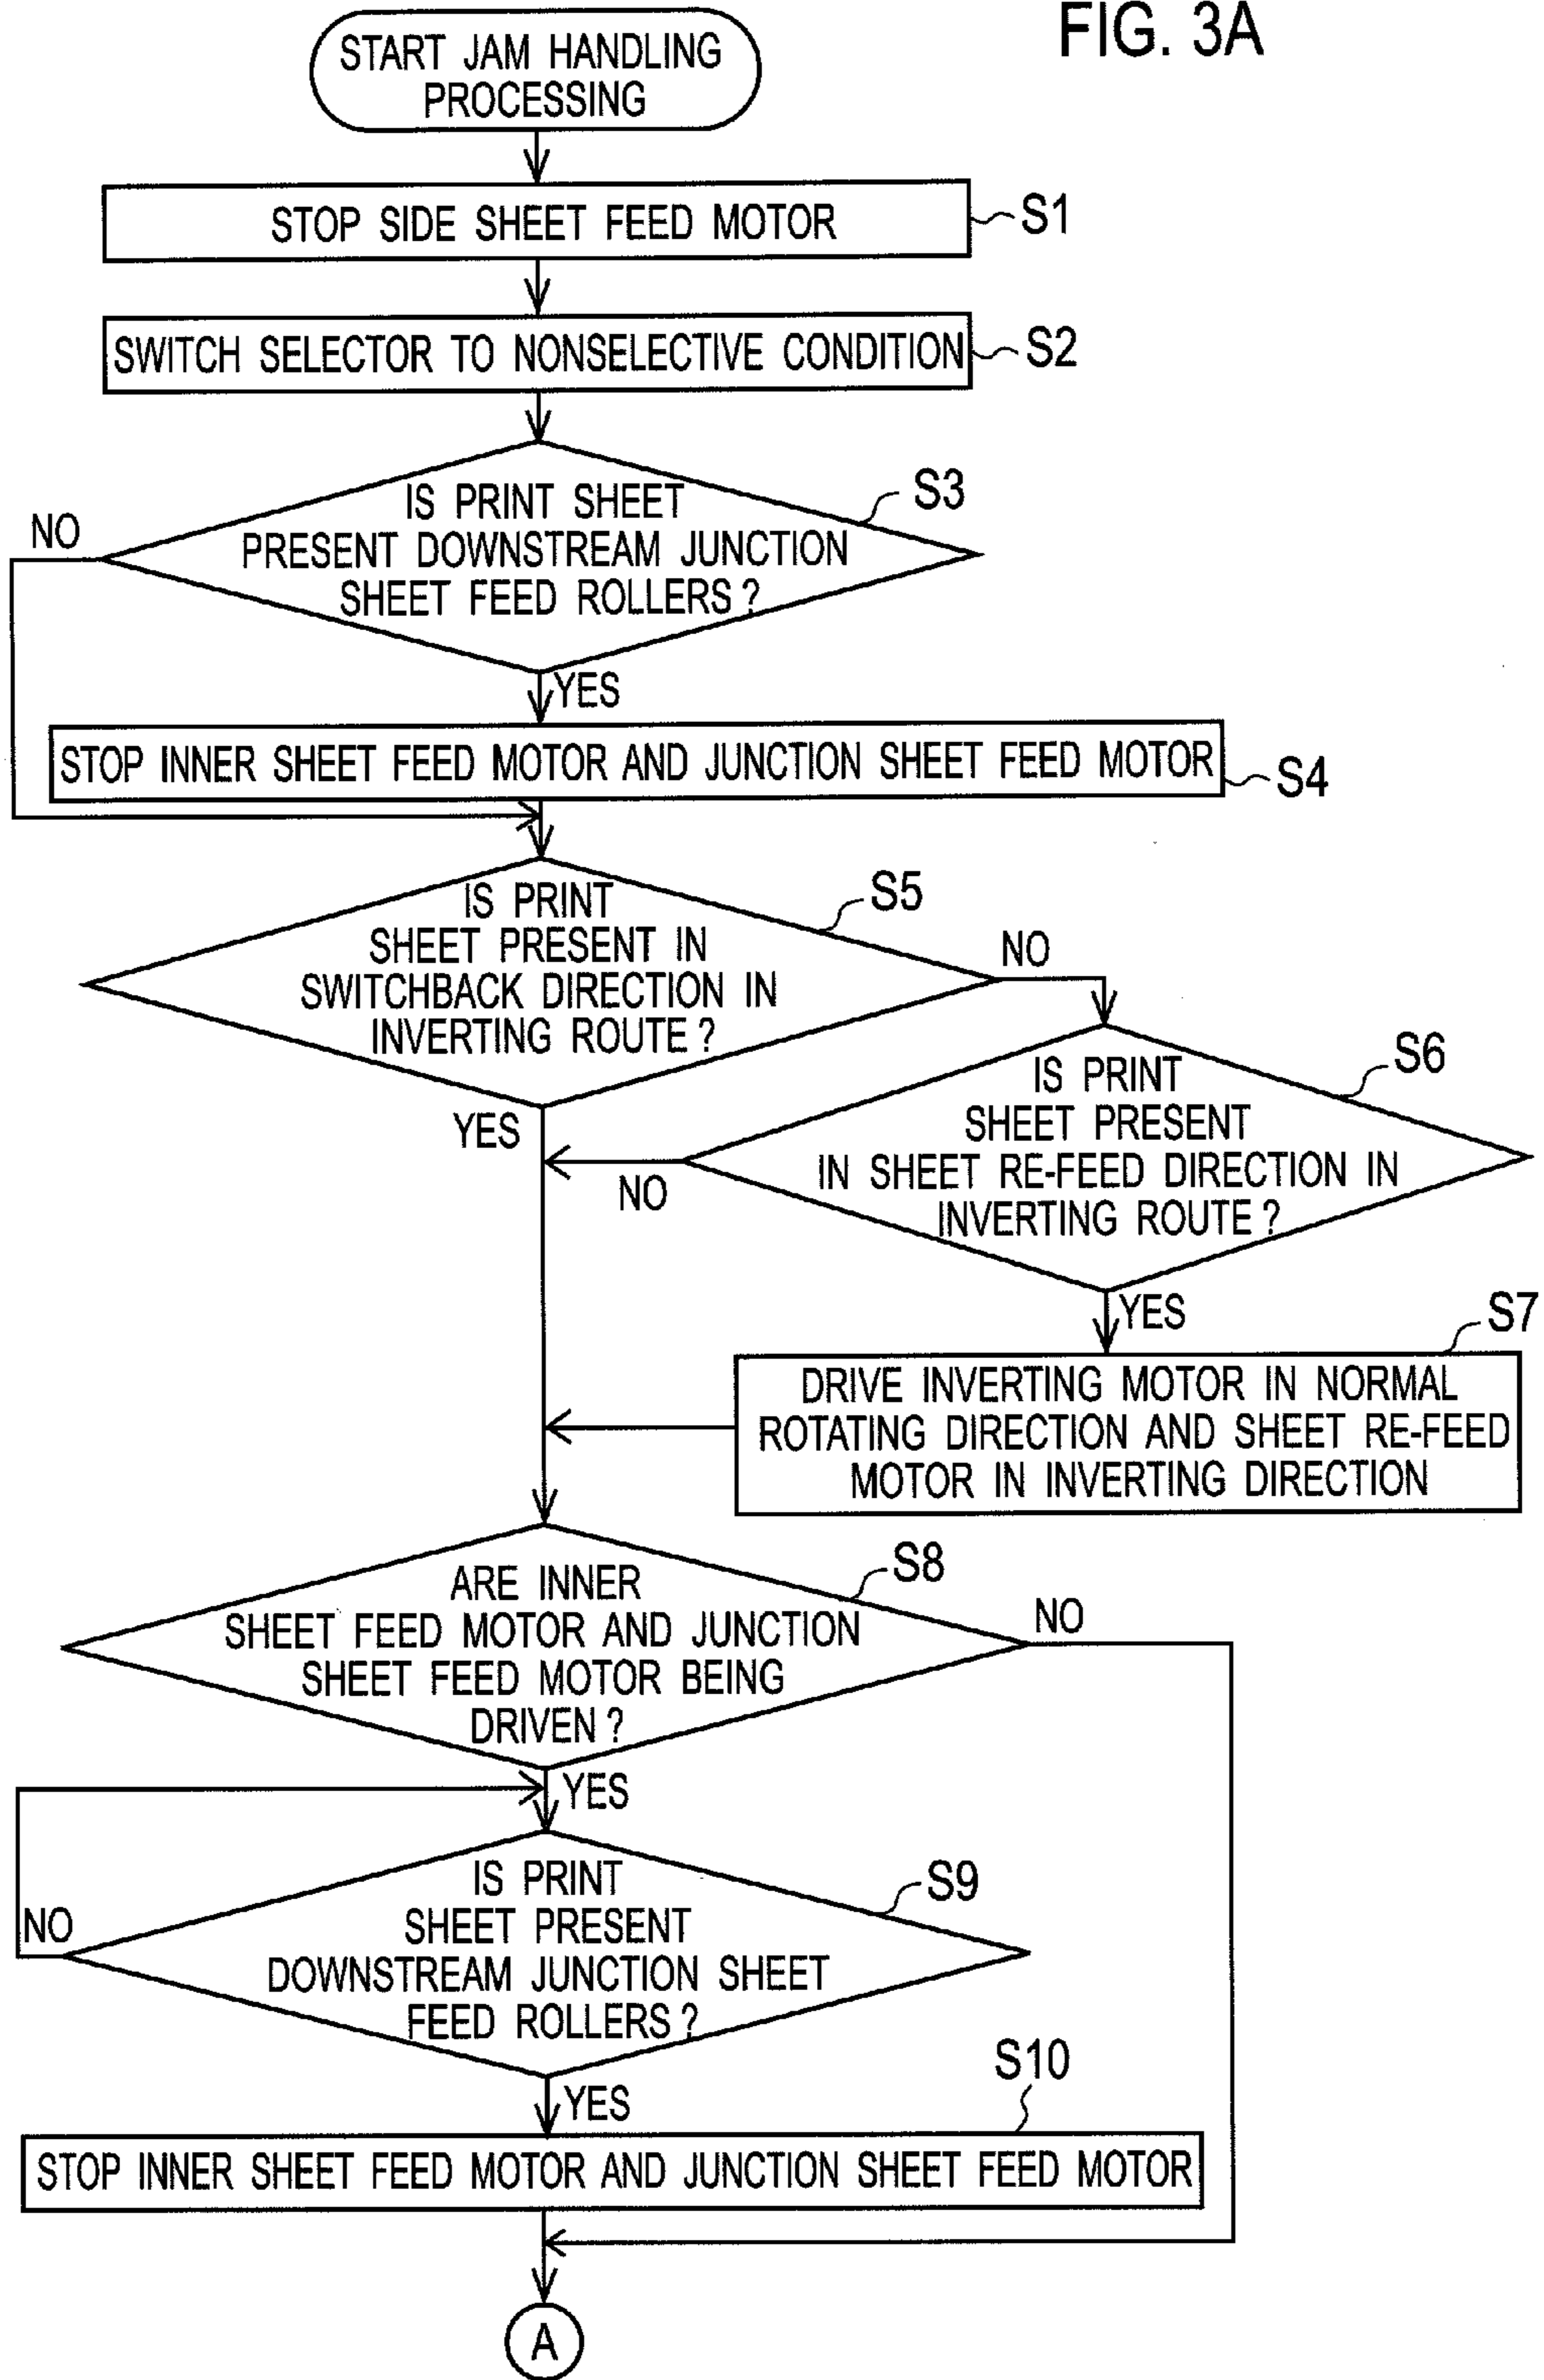 FIG. 3A
START JAM HANDLING
PROCESSING
STOP SIDE SHEET FEED MOTOR
S1
SWITCH SELECTOR TO NONSELECTIVE CONDITION
S2
IS PRINT SHEET
PRESENT DOWNSTREAM JUNCTION
SHEET FEED ROLLERS?
S3
NO
YES
STOP INNER SHEET FEED MOTOR AND JUNCTION SHEET FEED MOTOR
S4
IS PRINT
SHEET PRESENT IN
SWITCHBACK DIRECTION IN
INVERTING ROUTE?
S5
NO
YES
IS PRINT
SHEET PRESENT
IN SHEET RE-FEED DIRECTION IN
INVERTING ROUTE?
S6
NO
YES
S7
DRIVE INVERTING MOTOR IN NORMAL
ROTATING DIRECTION AND SHEET RE-FEED
MOTOR IN INVERTING DIRECTION
ARE INNER
SHEET FEED MOTOR AND JUNCTION
SHEET FEED MOTOR BEING
DRIVEN?
S8
NO
YES
IS PRINT
SHEET PRESENT
DOWNSTREAM JUNCTION SHEET
FEED ROLLERS?
S9
NO
YES
S10
STOP INNER SHEET FEED MOTOR AND JUNCTION SHEET FEED MOTOR
A